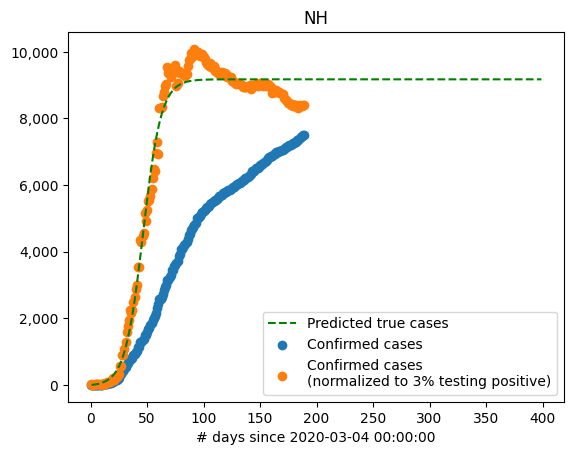 NH
10,000
8,000
6,000
4,000
2,000
0
Predicted true cases
Confirmed cases
Confirmed cases
(normalized to 3% testing positive)
0 50 100 150 200 250 300 350 400
# days since 2020-03-04 00:00:00